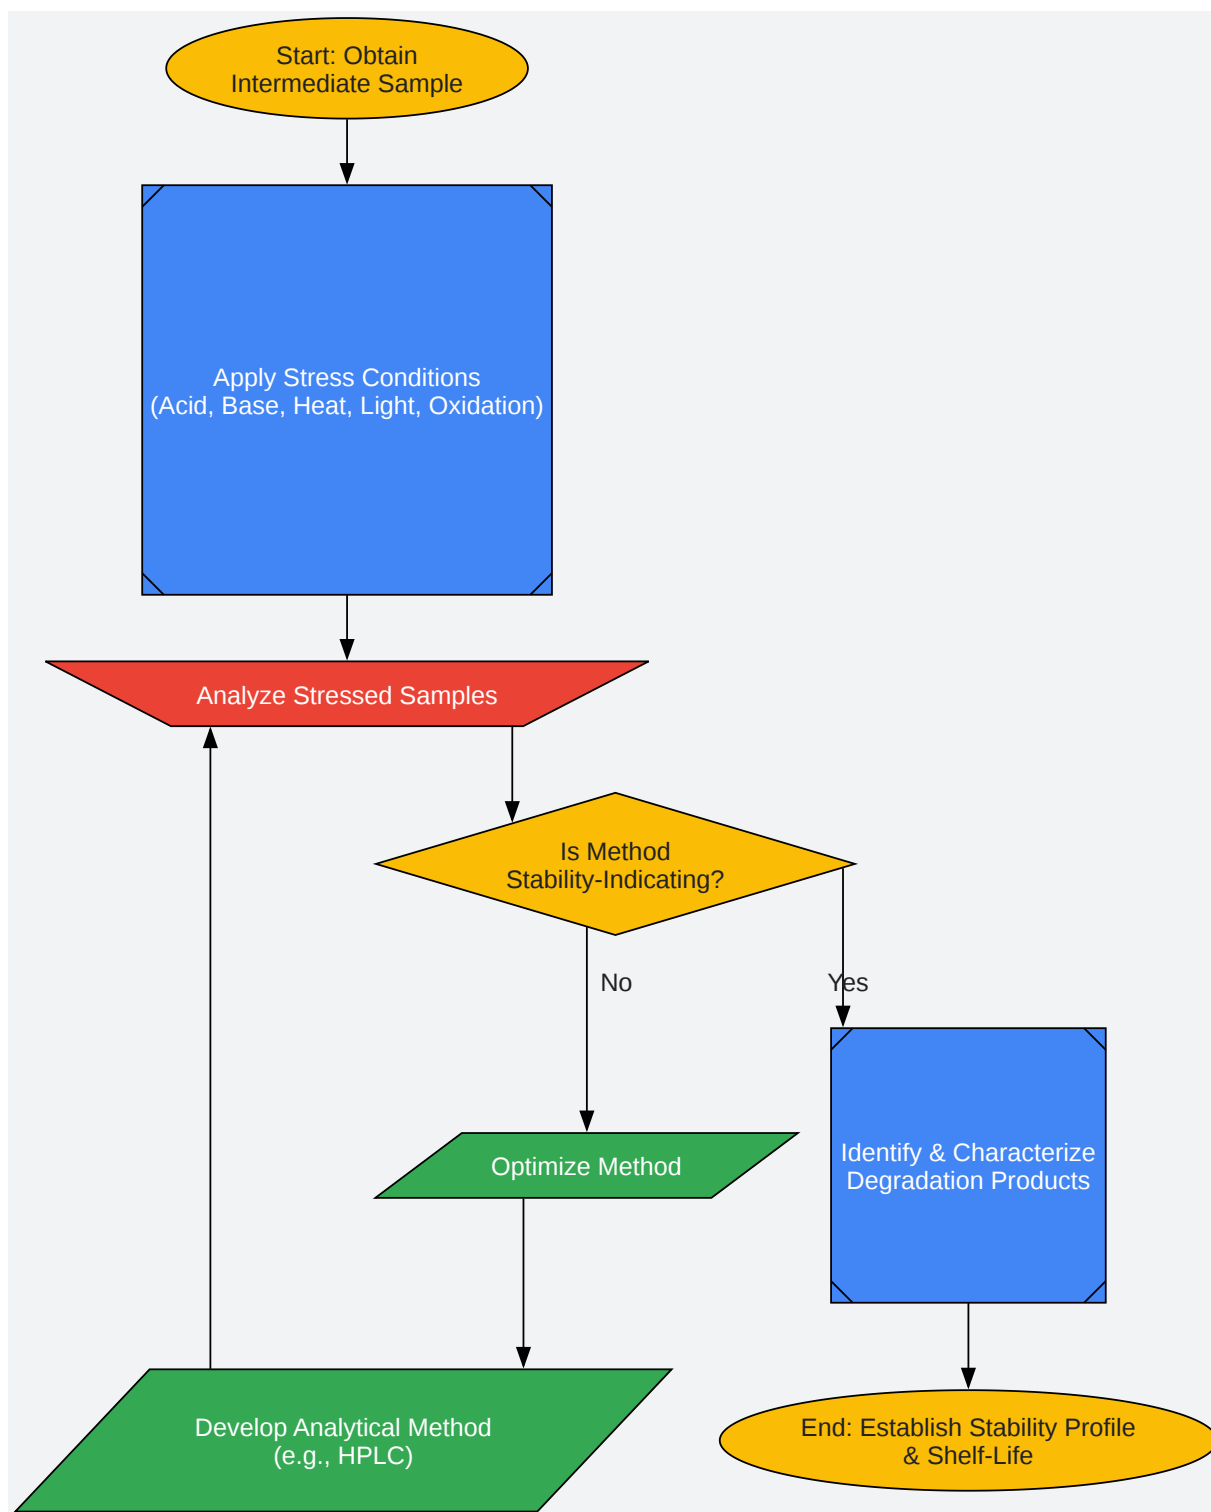 Start: Obtain
Intermediate Sample
Apply Stress Conditions
(Acid, Base, Heat, Light, Oxidation)
Analyze Stressed Samples
Is Method
Stability-Indicating?
No
Yes
Optimize Method
Identify & Characterize
Degradation Products
Develop Analytical Method
(e.g., HPLC)
End: Establish Stability Profile
& Shelf-Life